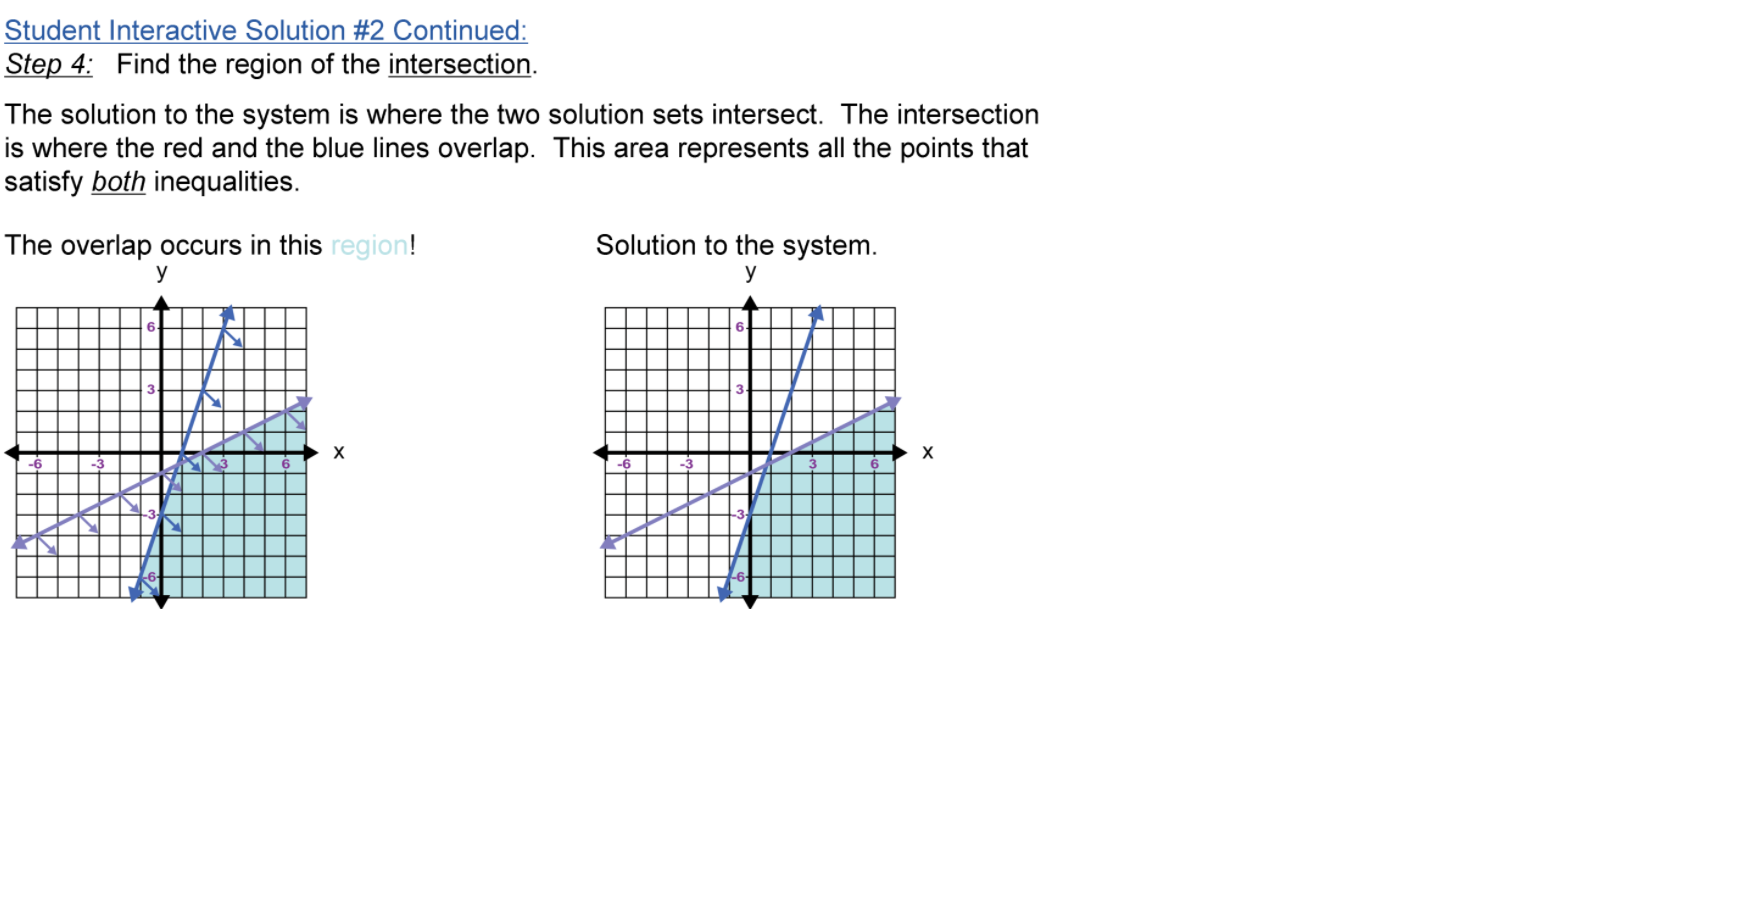 Student Interactive Solution #2 Continued:
Step 4: Find the region of the intersection.
The solution to the system is where the two solution sets intersect. The intersection
is where the red and the blue lines overlap. This area represents all the points that
satisfy both inequalities.
The overlap occurs in this region!
y
6
3
x
-6 -3 3 6
-3
-6
Solution to the system.
y
6
3
x
-6 -3 3 6
-3
-6